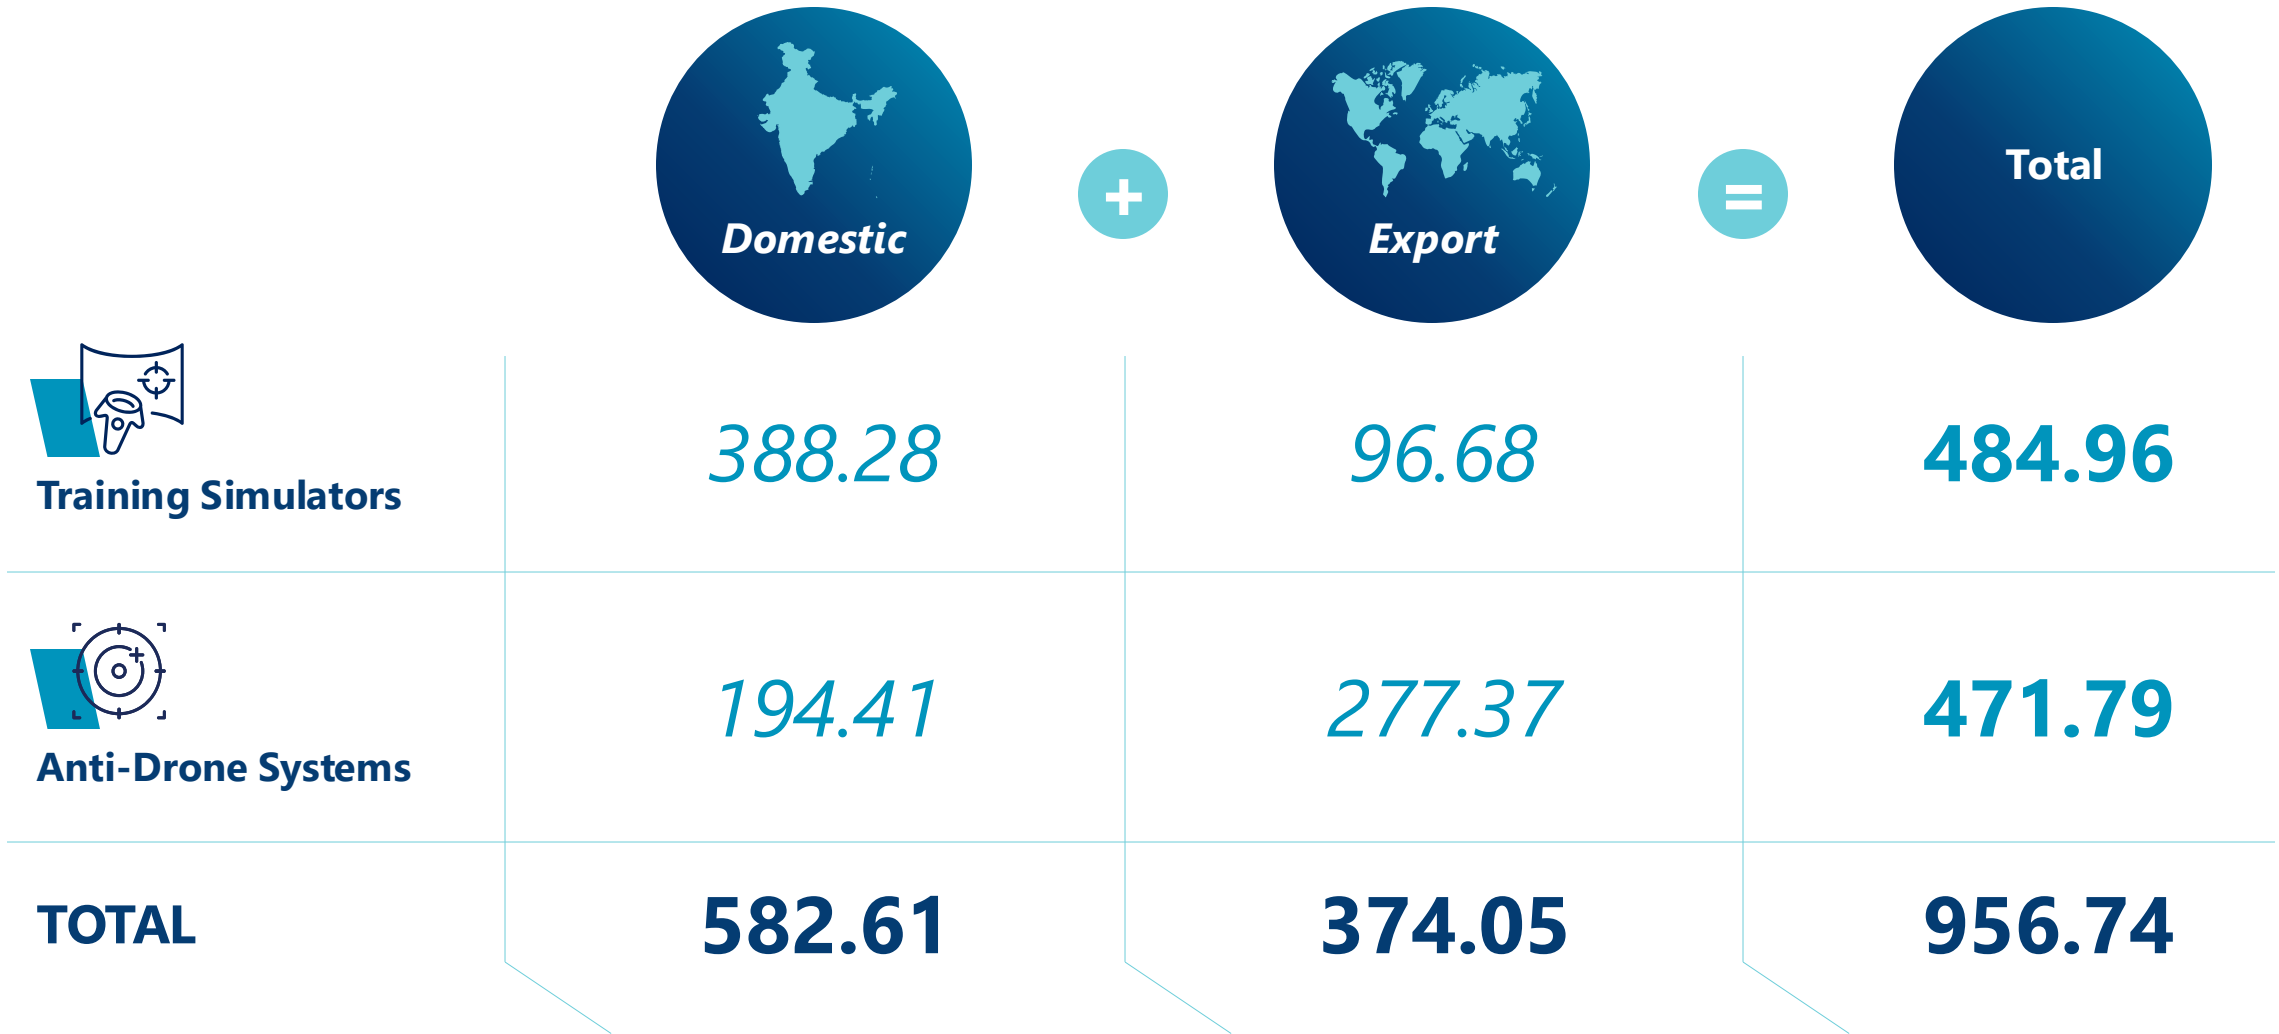 Domestic
+
Export
=
Total
Training Simulators
388.28
96.68
484.96
Anti-Drone Systems
194.41
277.37
471.79
TOTAL
582.61
374.05
956.74